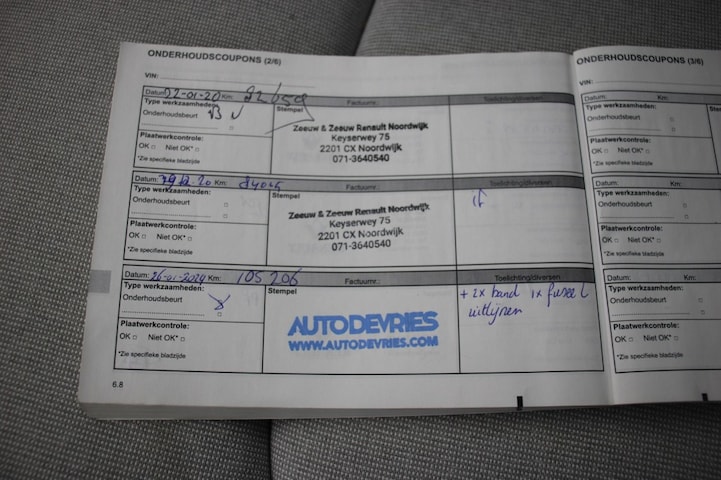 ONDERHOUDSCOUPONS (2/6)
VIN:
Datum: 22-01-20 Km:
Factuurnr.:
Toelichting/diversen
Type werkzaamheden:
Stempel
Onderhoudsbeurt
Zeeuw & Zeeuw Renault Noordwijk
Keyserwey 75
2201 CX Noordwijk
071-3640540
Plaatwerkcontrole:
OK Niet OK*
*Zie specifieke bladzijde
Datum: Km:
Factuurnr.:
Toelichting/diversen
Type werkzaamheden:
Stempel
Onderhoudsbeurt
Zeeuw & Zeeuw Renault Noordwijk
Keyserwey 75
2201 CX Noordwijk
071-3640540
Plaatwerkcontrole:
OK Niet OK*
*Zie specifieke bladzijde
Datum: 26-01-2024 Km: 105 206
Factuurnr.:
Toelichting/diversen
Type werkzaamheden:
Stempel
+ 2x band 1x
Onderhoudsbeurt
uitlijnen
AUTODEVRIES
WWW.AUTODEVRIES.COM
Plaatwerkcontrole:
OK Niet OK*
*Zie specifieke bladzijde
6.8
ONDERHOUDSCOUPONS (3/6)
VIN:
Datum: Km:
Type werkzaamheden:
Onderhoudsbeurt
Plaatwerkcontrole:
OK Niet OK*
*Zie specifieke bladzijde
Datum: Km:
Type werkzaamheden:
Onderhoudsbeurt
Plaatwerkcontrole:
OK Niet OK*
*Zie specifieke bladzijde
Datum: Km:
Type werkzaamheden:
Onderhoudsbeurt
Plaatwerkcontrole:
OK Niet OK*
*Zie specifieke bladzijde